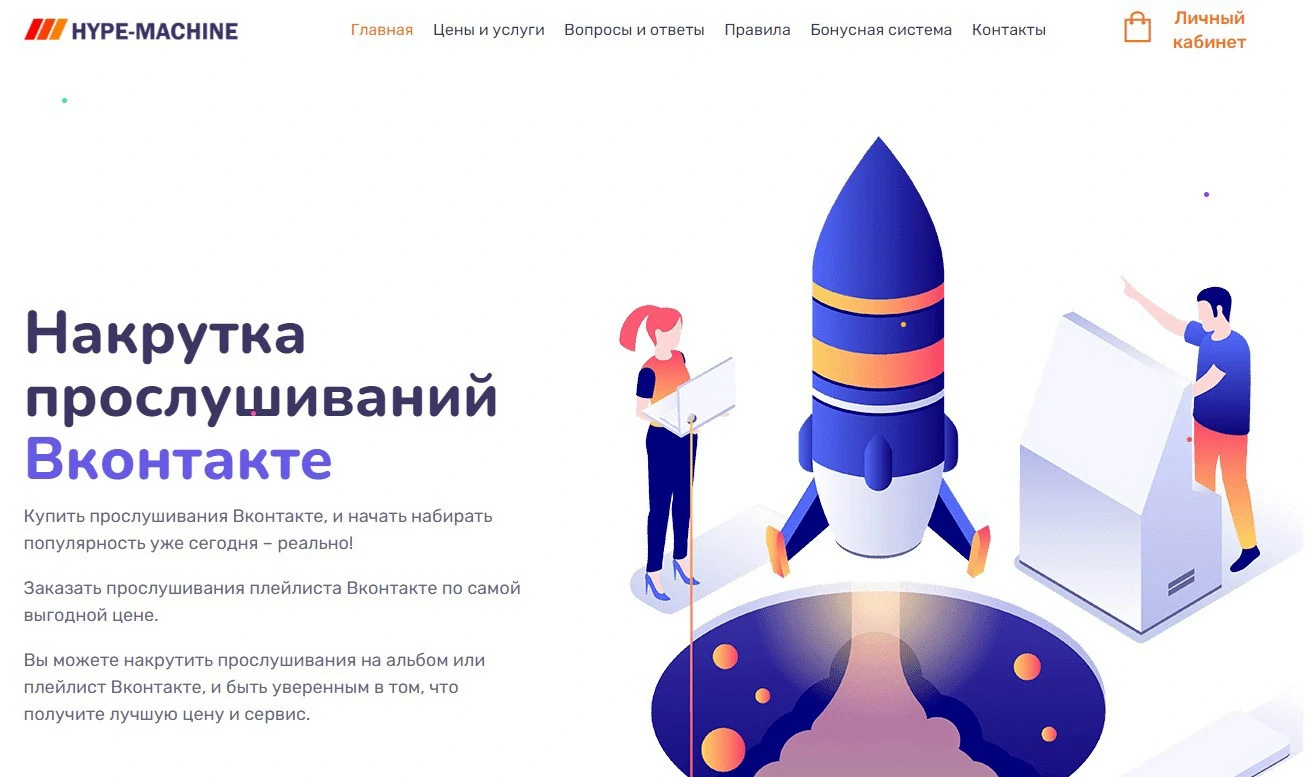 HYPE-MACHINE
Главная Цены и услуги Вопросы и ответы Правила Бонусная система Контакты
Личный
кабинет
Накрутка
прослушиваний
Вконтакте
Купить прослушивания Вконтакте, и начать набирать
популярность уже сегодня – реально!
Заказать прослушивания плейлиста Вконтакте по самой
выгодной цене.
Вы можете накрутить прослушивания на альбом или
плейлист Вконтакте, и быть уверенным в том, что
получите лучшую цену и сервис.